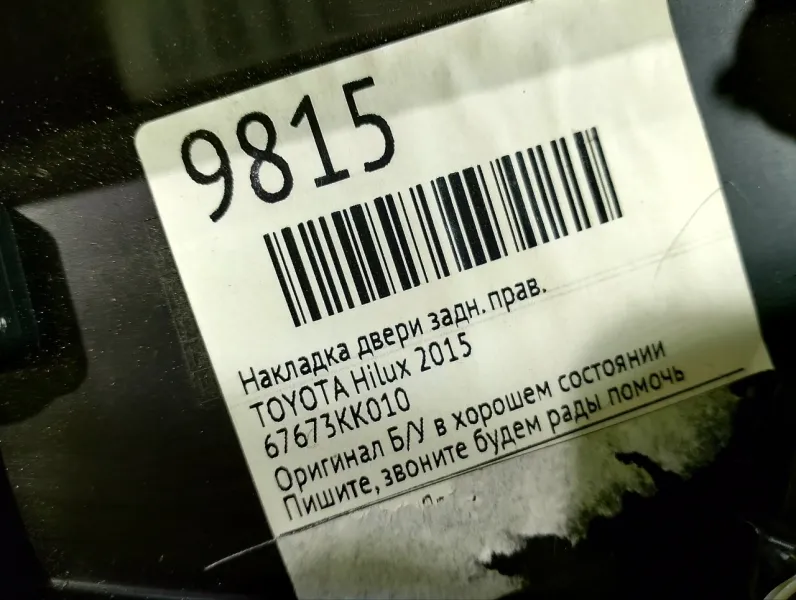 9815
Накладка двери задн. прав.
TOYOTA Hilux 2015
67673KK010
Оригинал Б/У в хорошем состоянии
Пишите, звоните будем рады помочь